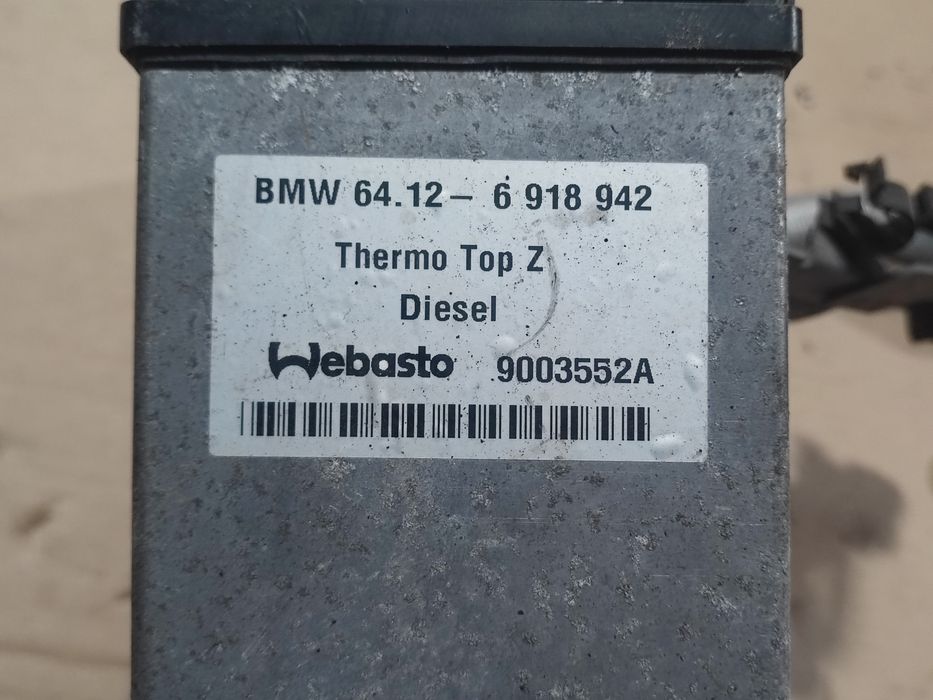 BMW 64.12– 6 918 942
Thermo Top Z
Diesel
Webasto 9003552A